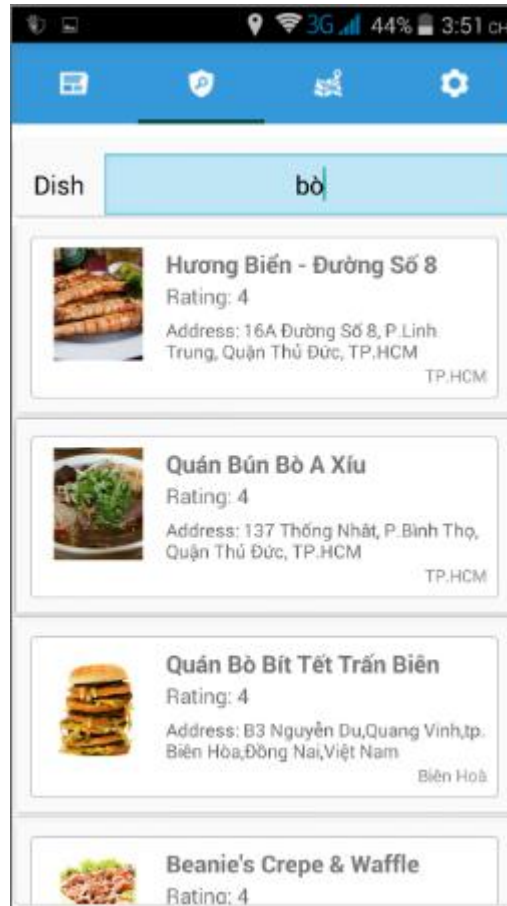 3G 44% 3:51 CH
Dish bò
Hương Biển - Đường Số 8
Rating: 4
Address: 16A Đường Số 8, P.Linh
Trung, Quận Thủ Đức, TP.HCM
TP.HCM
Quán Bún Bò A Xíu
Rating: 4
Address: 137 Thống Nhất, P.Bình Thọ,
Quận Thủ Đức, TP.HCM
TP.HCM
Quán Bò Bít Tết Trấn Biên
Rating: 4
Address: B3 Nguyễn Du,Quang Vinh,tp.
Biên Hòa,Đồng Nai,Việt Nam
Biên Hoà
Beanie's Crepe & Waffle
Rating: 4